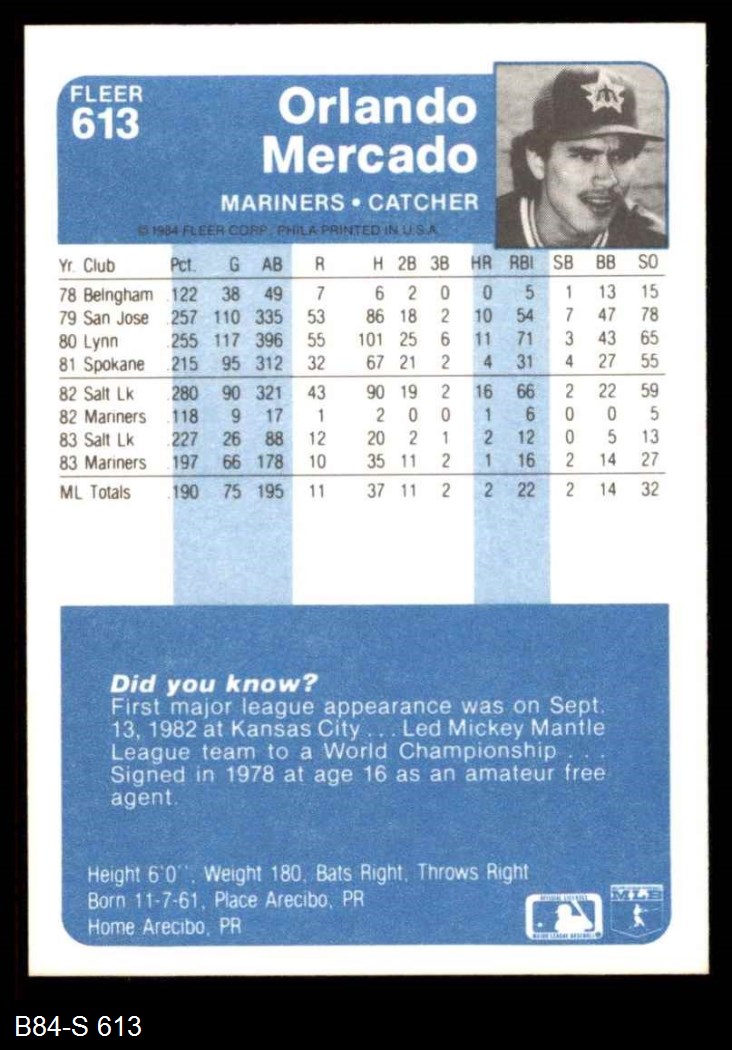 FLEER
613
Orlando
Mercado
MARINERS • CATCHER
© 1984 FLEER CORP. PHILA PRINTED IN U.S.A.
Yr. Club Pct. G AB R H 2B 3B HR RBI SB BB SO
78 Belngham .122 38 49 7 6 2 0 0 5 1 13 15
79 San Jose .257 110 335 53 86 18 2 10 54 7 47 78
80 Lynn .255 117 396 55 101 25 6 11 71 3 43 65
81 Spokane .215 95 312 32 67 21 2 4 31 4 27 55
82 Salt Lk .280 90 321 43 90 19 2 16 66 2 22 59
82 Mariners .118 9 17 1 2 0 0 1 6 0 0 5
83 Salt Lk .227 26 88 12 20 2 1 2 12 0 5 13
83 Mariners .197 66 178 10 35 11 2 1 16 2 14 27
ML Totals .190 75 195 11 37 11 2 2 22 2 14 32
Did you know?
First major league appearance was on Sept.
13, 1982 at Kansas City . . . Led Mickey Mantle
League team to a World Championship . . .
Signed in 1978 at age 16 as an amateur free
agent.
Height 6'0'', Weight 180, Bats Right, Throws Right
Born 11-7-61, Place Arecibo, PR
Home Arecibo, PR
MAJOR LEAGUE BASEBALL
MLB
B84-S 613